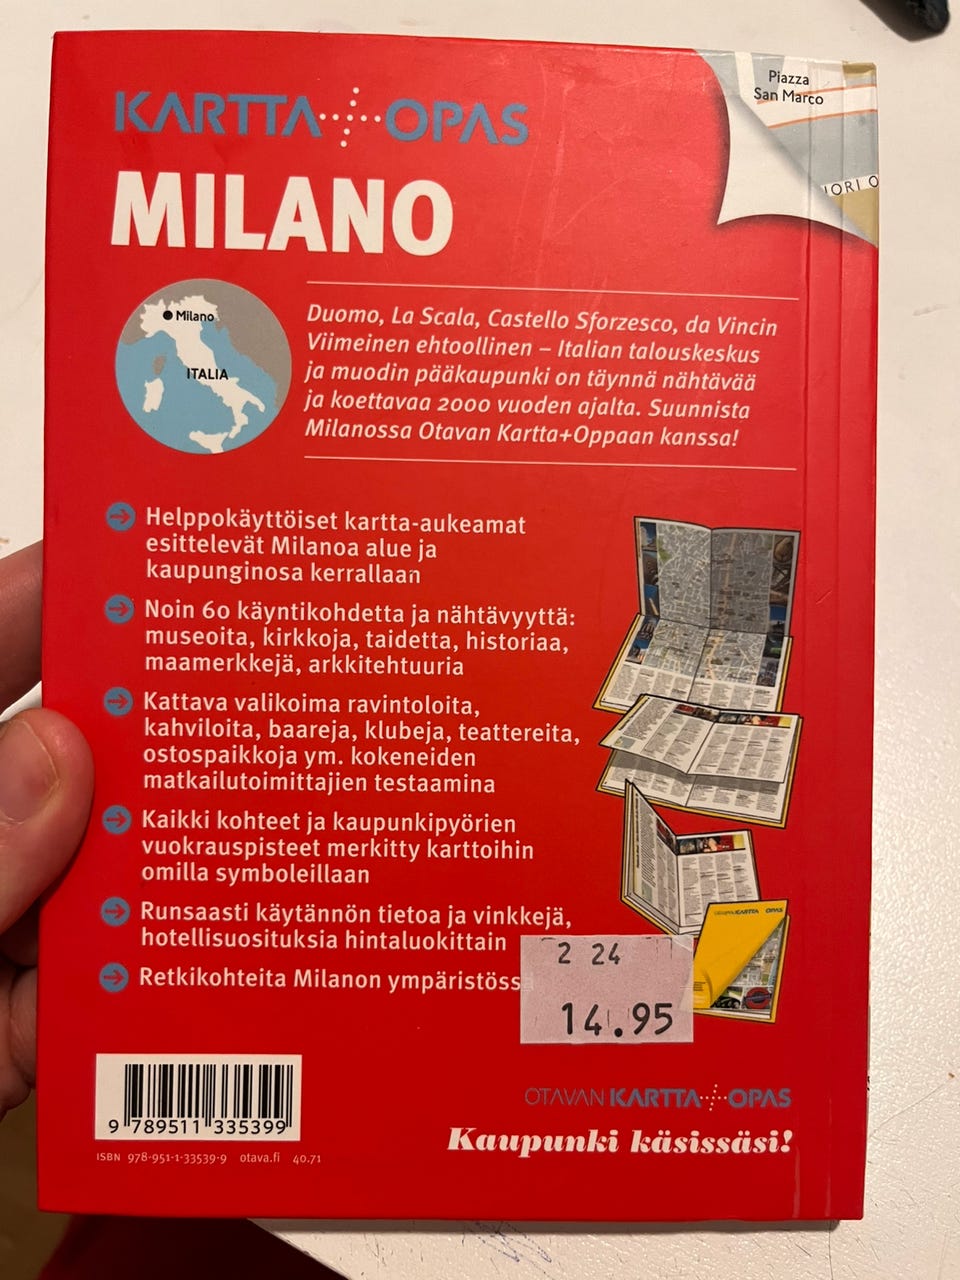 Piazza
San Marco
KARTTA+OPAS
MILANO
Milano
ITALIA
Duomo, La Scala, Castello Sforzesco, da Vincin
Viimeinen ehtoollinen – Italian talouskeskus
ja muodin pääkaupunki on täynnä nähtävää
ja koettavaa 2000 vuoden ajalta. Suunnista
Milanossa Otavan Kartta+Oppaan kanssa!
Helppokäyttöiset kartta-aukeamat
esittelevät Milanoa alue ja
kaupunginosa kerrallaan
Noin 60 käyntikohdetta ja nähtävyyttä:
museoita, kirkkoja, taidetta, historiaa,
maamerkkejä, arkkitehtuuria
Kattava valikoima ravintoloita,
kahviloita, baareja, klubeja, teattereita,
ostospaikkoja ym. kokeneiden
matkailutoimittajien testaamina
Kaikki kohteet ja kaupunkipyörien
vuokrauspisteet merkitty karttoihin
omilla symboleillaan
Runsaasti käytännön tietoa ja vinkkejä,
hotellisuosituksia hintaluokittain
Retkikohteita Milanon ympäristöss
2 24
14.95
9 789511 335399
ISBN 978-951-1-33539-9 otava.fi 40.71
OTAVAN KARTTA+OPAS
Kaupunki käsissäsi!